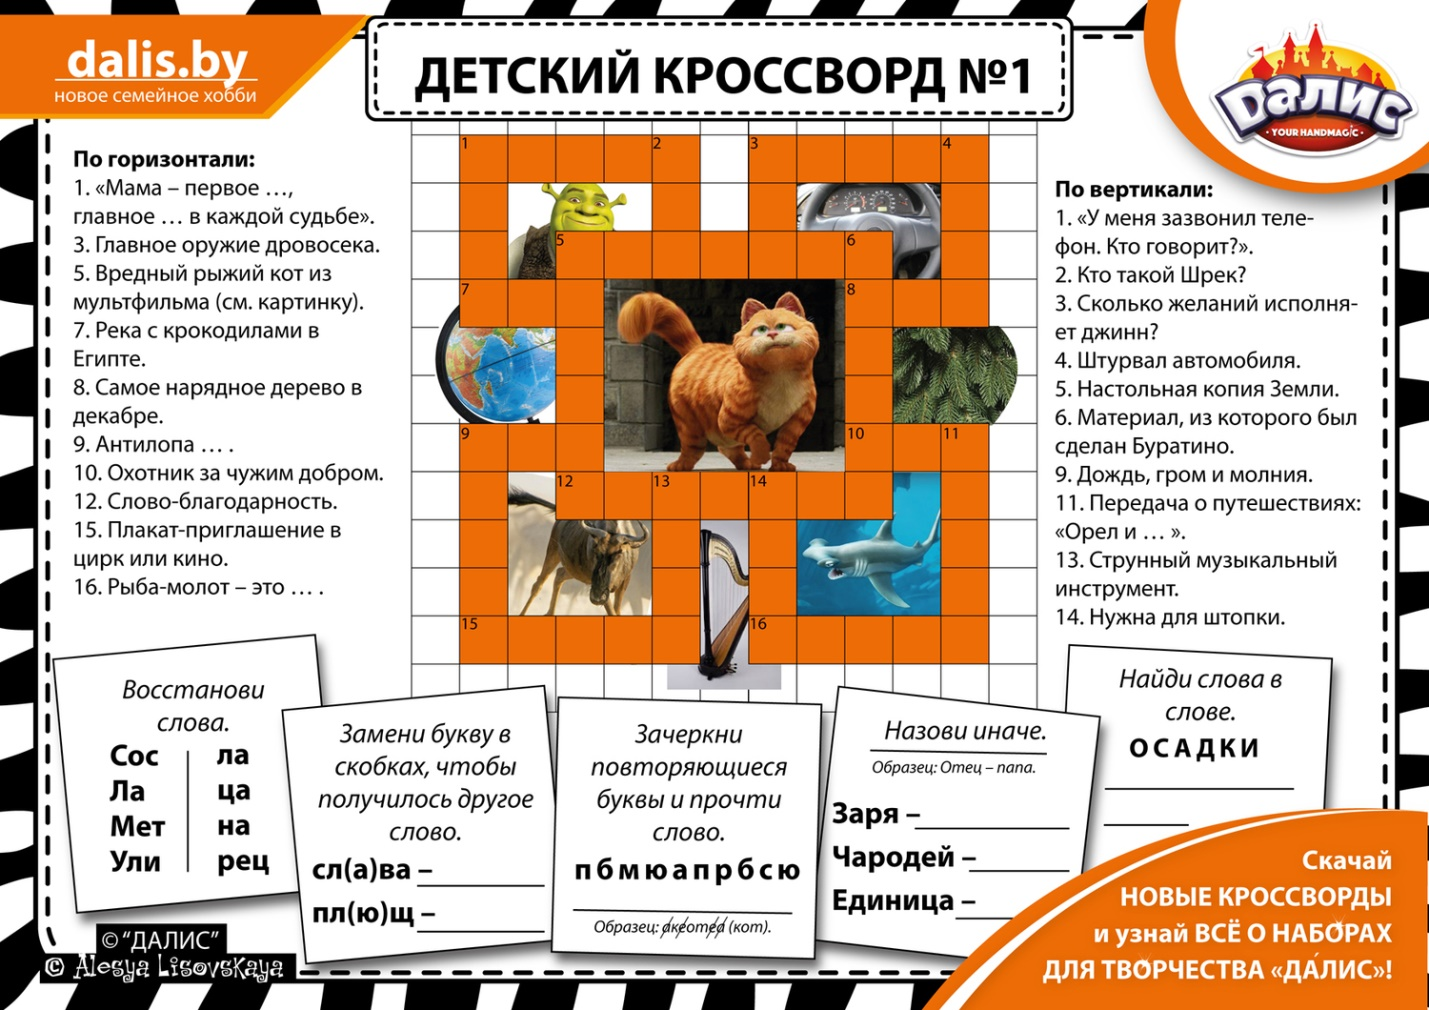 dalis.by
новое семейное хобби
ДЕТСКИЙ КРОССВОРД №1
Далис
• YOUR HANDMAGIC •
По горизонтали:
1. «Мама – первое …,
главное … в каждой судьбе».
3. Главное оружие дровосека.
5. Вредный рыжий кот из
мультфильма (см. картинку).
7. Река с крокодилами в
Египте.
8. Самое нарядное дерево в
декабре.
9. Антилопа … .
10. Охотник за чужим добром.
12. Слово-благодарность.
15. Плакат-приглашение в
цирк или кино.
16. Рыба-молот – это … .
1 2 3 4
5 6
7 8
9 10 11
12 13 14
15 16
По вертикали:
1. «У меня зазвонил теле-
фон. Кто говорит?».
2. Кто такой Шрек?
3. Сколько желаний исполня-
ет джинн?
4. Штурвал автомобиля.
5. Настольная копия Земли.
6. Материал, из которого был
сделан Буратино.
9. Дождь, гром и молния.
11. Передача о путешествиях:
«Орел и … ».
13. Струнный музыкальный
инструмент.
14. Нужна для штопки.
Восстанови
слова.
Сос ла
Ла ца
Мет на
Ули рец
Замени букву в
скобках, чтобы
получилось другое
слово.
сл(а)ва –
пл(ю)щ –
Зачеркни
повторяющиеся
буквы и прочти
слово.
пбмюапрбсю
Образец: акеотеа (кот).
Назови иначе.
Образец: Отец – папа.
Заря –
Чародей –
Единица –
Найди слова в
слове.
ОСАДКИ
Скачай
НОВЫЕ КРОССВОРДЫ
и узнай ВСЁ О НАБОРАХ
ДЛЯ ТВОРЧЕСТВА «ДА́ЛИС»!
© “ДАЛИС”
© Alesya Lisovskaya